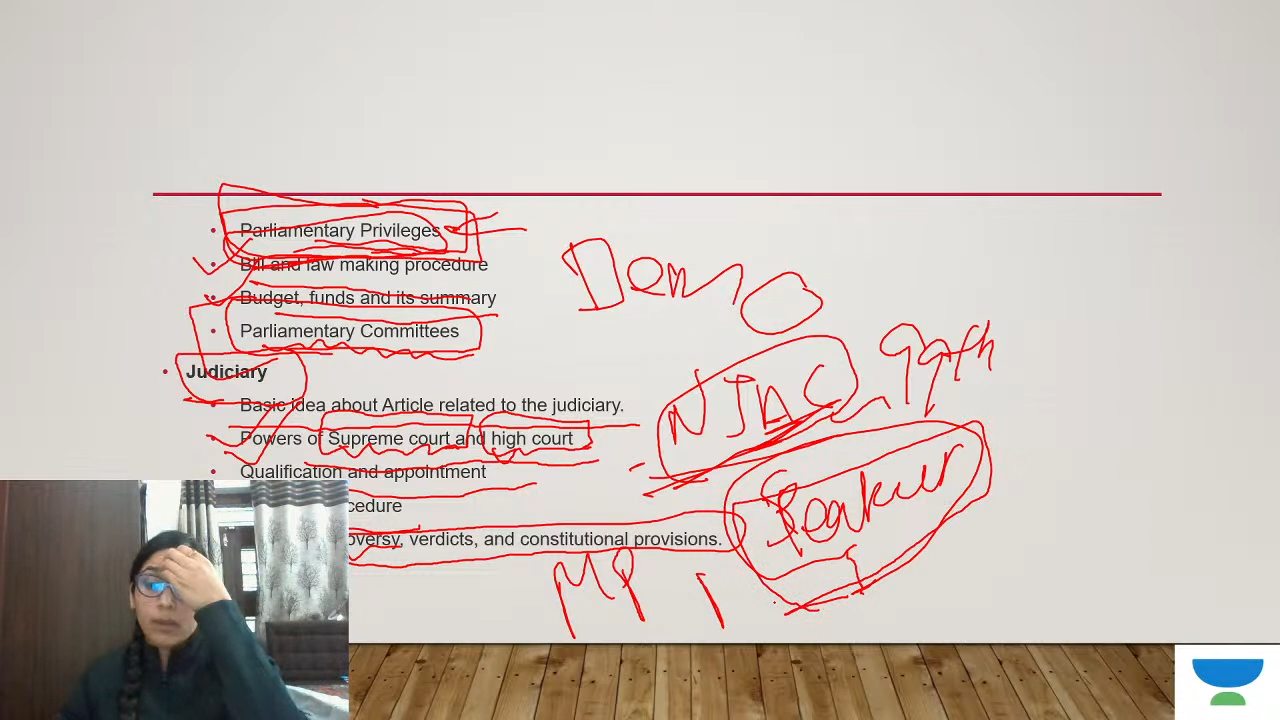 Parliamentary Privileges
Bill and law making procedure
Budget, funds and its summary
Parliamentary Committees
Judiciary
Basic idea about Article related to the judiciary.
Powers of Supreme court and high court
Qualification and appointment
cedure
oversy, verdicts, and constitutional provisions.
Demo
NJAC 99th
Speaker
MP